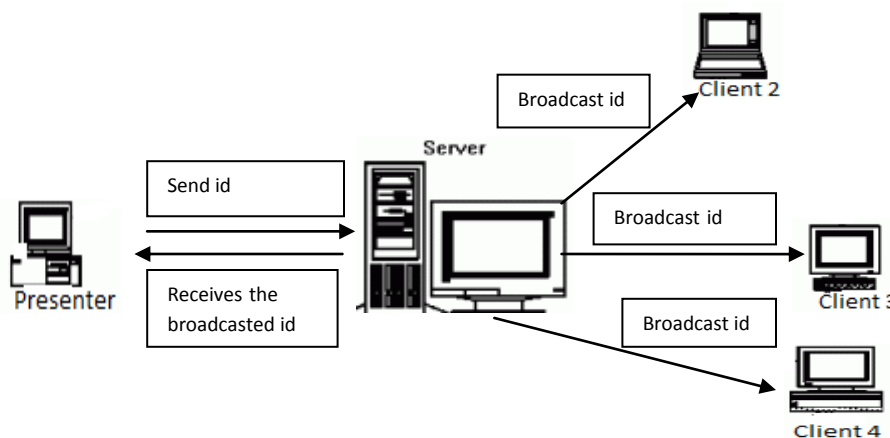 Client 2
Broadcast id
Server
Send id
Broadcast id
Presenter
Receives the
broadcasted id
Client 3
Broadcast id
Client 4